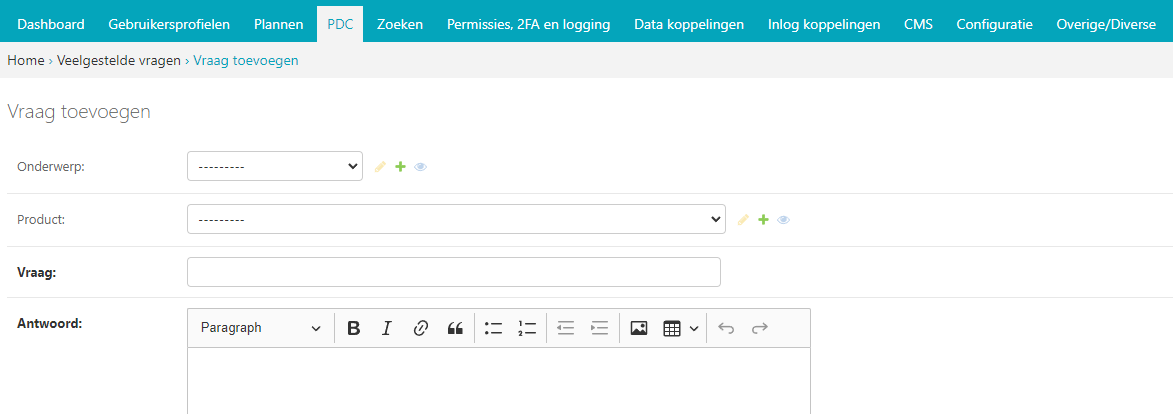 Dashboard Gebruikersprofielen Plannen PDC Zoeken Permissies, 2FA en logging Data koppelingen Inlog koppelingen CMS Configuratie Overige/Diverse
Home › Veelgestelde vragen › Vraag toevoegen
Vraag toevoegen
Onderwerp: ---------
Product: ---------
Vraag:
Antwoord: Paragraph